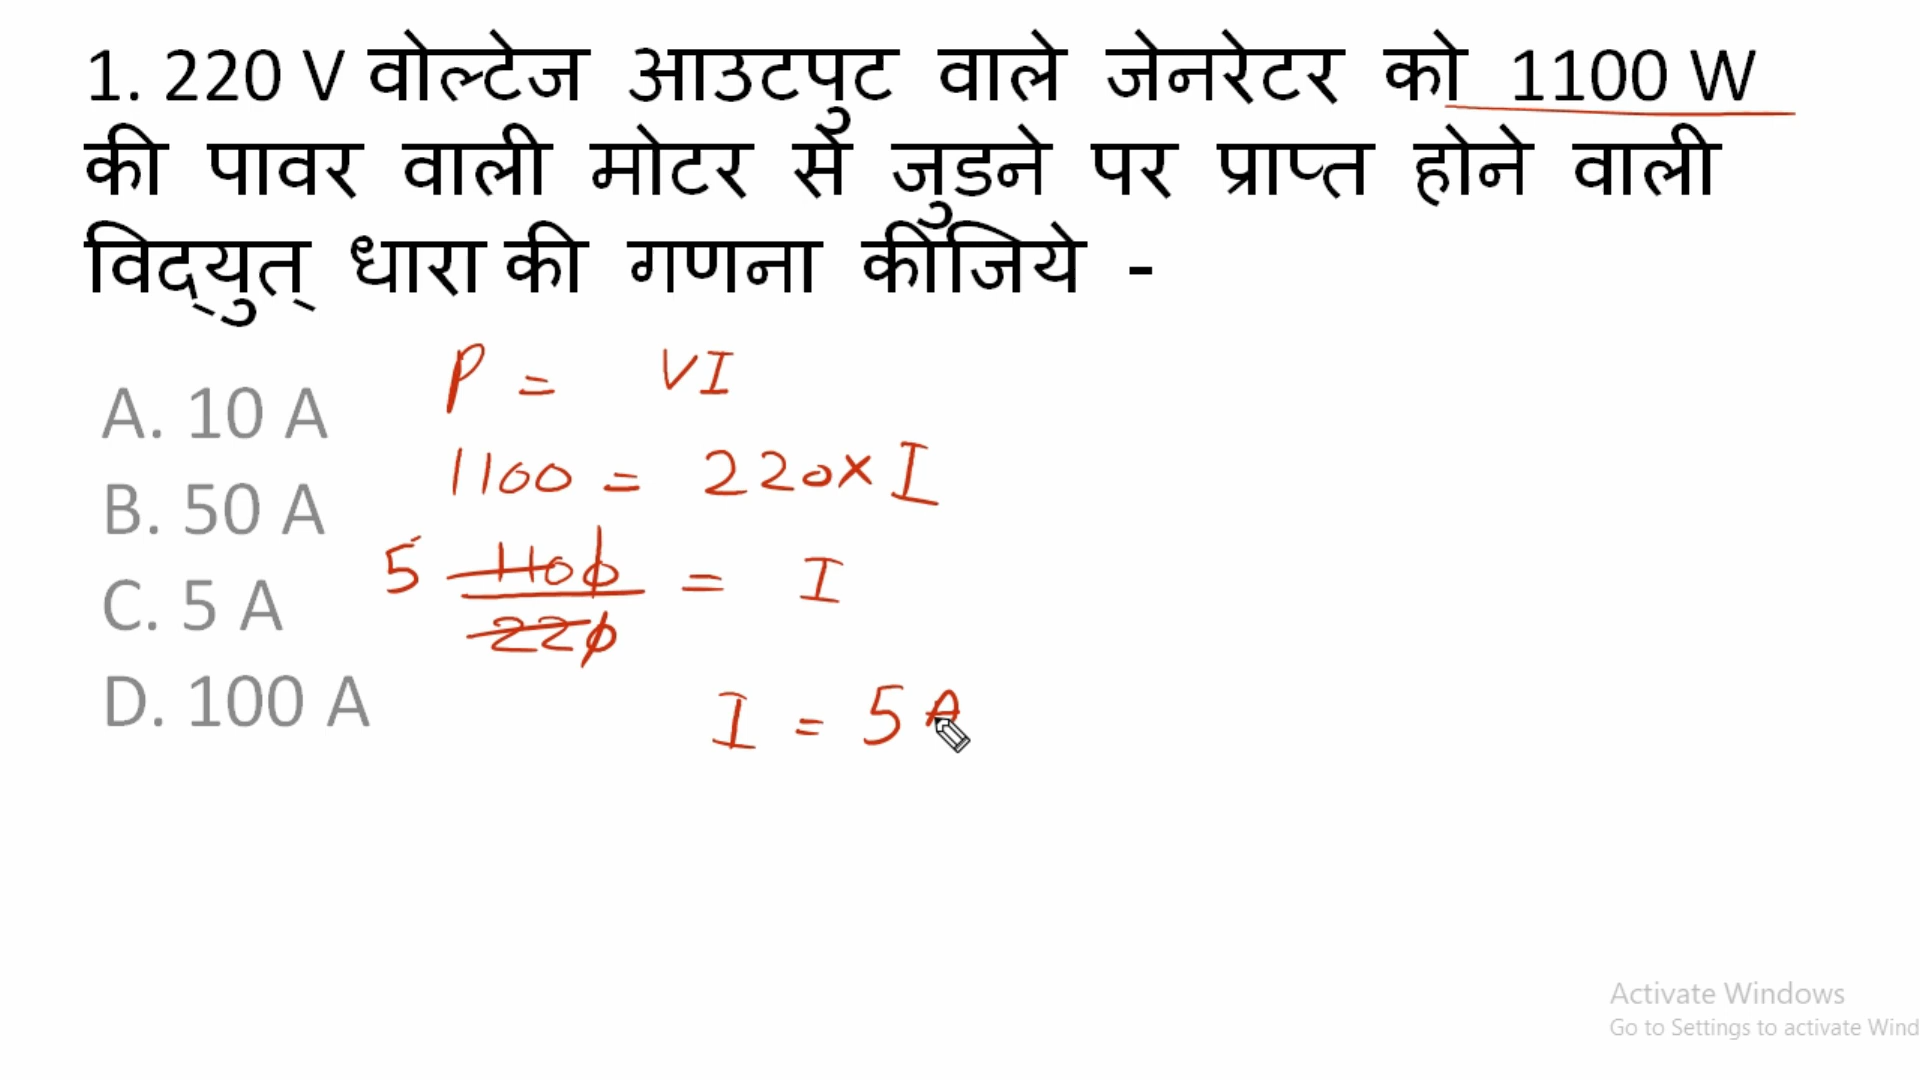 1. 220 V वोल्टेज आउटपुट वाले जेनरेटर को 1100 W
की पावर वाली मोटर से जुडने पर प्राप्त होने वाली
विद्युत् धारा की गणना कीजिये -
A. 10 A
B. 50 A
C. 5 A
D. 100 A
P = VI
1100 = 220 x I
5 1100 = I
220
I = 5 A
Activate Windows
Go to Settings to activate Wind